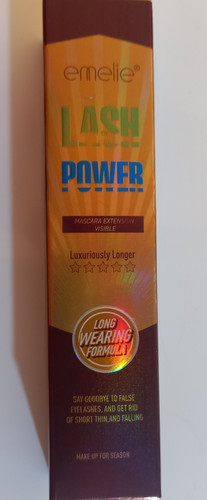 ernelle®
LASH
POWER
MASCARA EXTENSION
VISIBLE
Luxuriously Longer
LONG
WEARING
FORMULA
SAY GOODBYE TO FALSE
EYELASHES, AND GET RID
OF SHORT THIN,AND FALLING
MAKE UP FOR SEASON